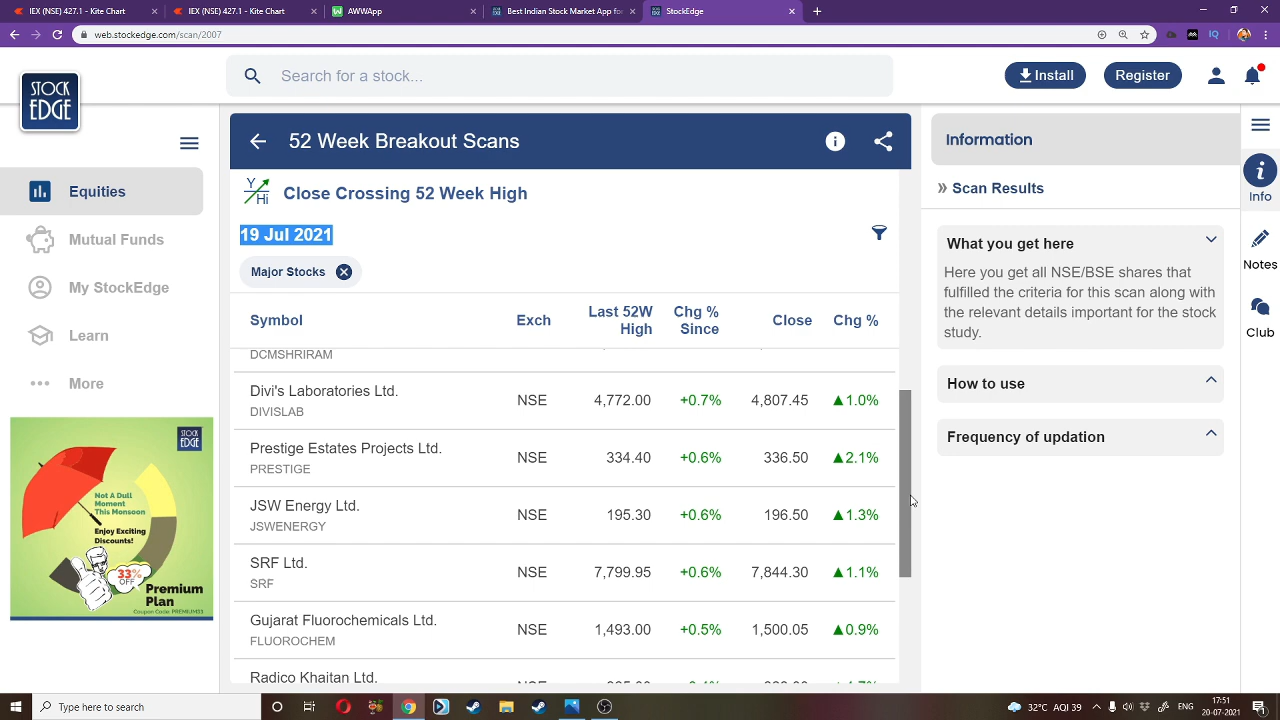 IEX (NSE) 427.1
IEX (NSE) 427.1
AWWApp
52 Week High Stocks - Market
StockEdge
web.stockedge.com/scan/2007
STOCK EDGE
Search for a stock...
Install
Register
Equities
Mutual Funds
My StockEdge
Learn
More
STOCK EDGE
Not A Dull
Moment
This Monsoon
Enjoy Exciting
Discounts!
33%
OFF
Premium
Plan
Coupon Code: PREMIUM33
52 Week Breakout Scans
Y Hi
Close Crossing 52 Week High
19 Jul 2021
Major Stocks
Symbol Exch Last 52W High Chg % Since Close Chg %
DCMSHRIRAM
Divi's Laboratories Ltd.
DIVISLAB
NSE 4,772.00 +0.7% 4,807.45 ▲1.0%
Prestige Estates Projects Ltd.
PRESTIGE
NSE 334.40 +0.6% 336.50 ▲2.1%
JSW Energy Ltd.
JSWENERGY
NSE 195.30 +0.6% 196.50 ▲1.3%
SRF Ltd.
SRF
NSE 7,799.95 +0.6% 7,844.30 ▲1.1%
Gujarat Fluorochemicals Ltd.
FLUOROCHEM
NSE 1,493.00 +0.5% 1,500.05 ▲0.9%
Radico Khaitan Ltd.
Information
» Scan Results
What you get here
Here you get all NSE/BSE shares that
fulfilled the criteria for this scan along with
the relevant details important for the stock
study.
How to use
Frequency of updation
Info
Notes
Club
Type here to search
32°C AQI 39
ENG
17:51
20-07-2021